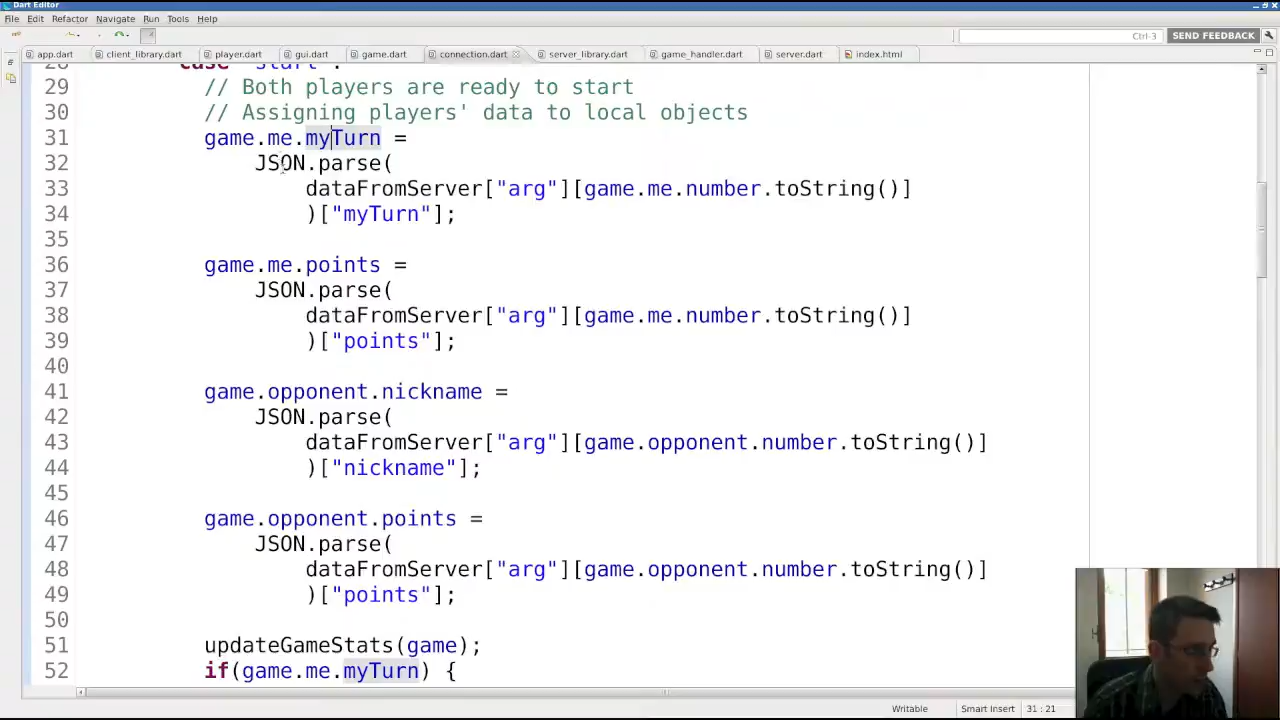 Dart Editor
File Edit Refactor Navigate Run Tools Help
Ctrl-3 SEND FEEDBACK
app.dart client_library.dart player.dart gui.dart game.dart connection.dart server_library.dart game_handler.dart server.dart index.html
28 case "start":
29 // Both players are ready to start
30 // Assigning players' data to local objects
31 game.me.myTurn =
32 JSON.parse(
33 dataFromServer["arg"][game.me.number.toString()]
34 )["myTurn"];
35
36 game.me.points =
37 JSON.parse(
38 dataFromServer["arg"][game.me.number.toString()]
39 )["points"];
40
41 game.opponent.nickname =
42 JSON.parse(
43 dataFromServer["arg"][game.opponent.number.toString()]
44 )["nickname"];
45
46 game.opponent.points =
47 JSON.parse(
48 dataFromServer["arg"][game.opponent.number.toString()]
49 )["points"];
50
51 updateGameStats(game);
52 if(game.me.myTurn) {
Writable Smart Insert 31 : 21